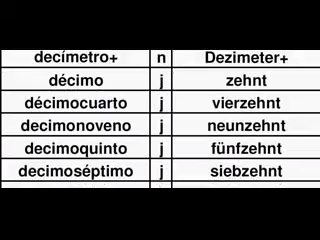 decímetro+ n Dezimeter+
décimo j zehnt
décimocuarto j vierzehnt
decimonoveno j neunzehnt
decimoquinto j fünfzehnt
decimoséptimo j siebzehnt